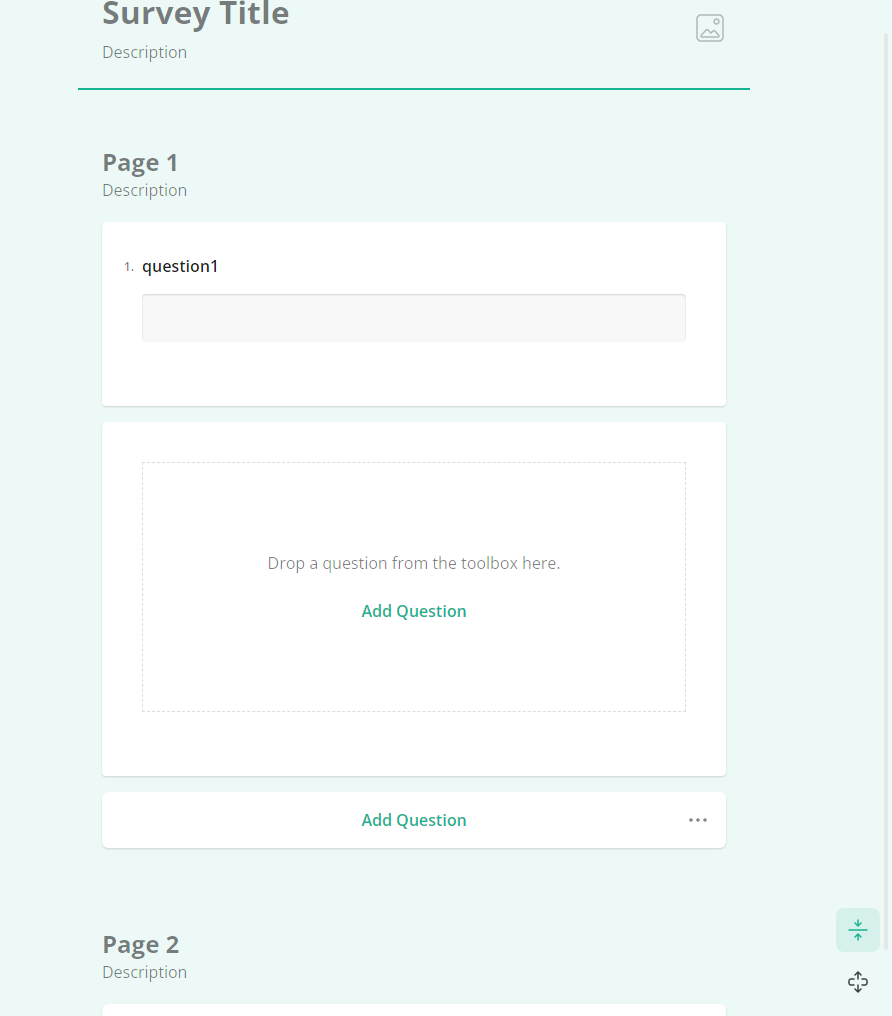 Survey Title
Description
Page 1
Description
1. question1
Drop a question from the toolbox here.
Add Question
Add Question
Page 2
Description